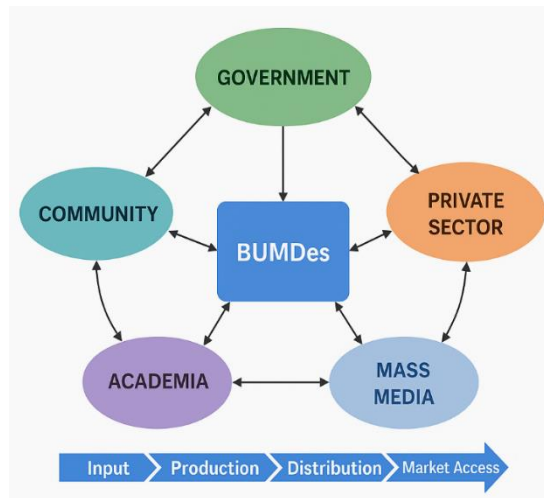 GOVERNMENT
COMMUNITY
PRIVATE
SECTOR
BUMDes
ACADEMIA
MASS
MEDIA
Input Production Distribution Market Access